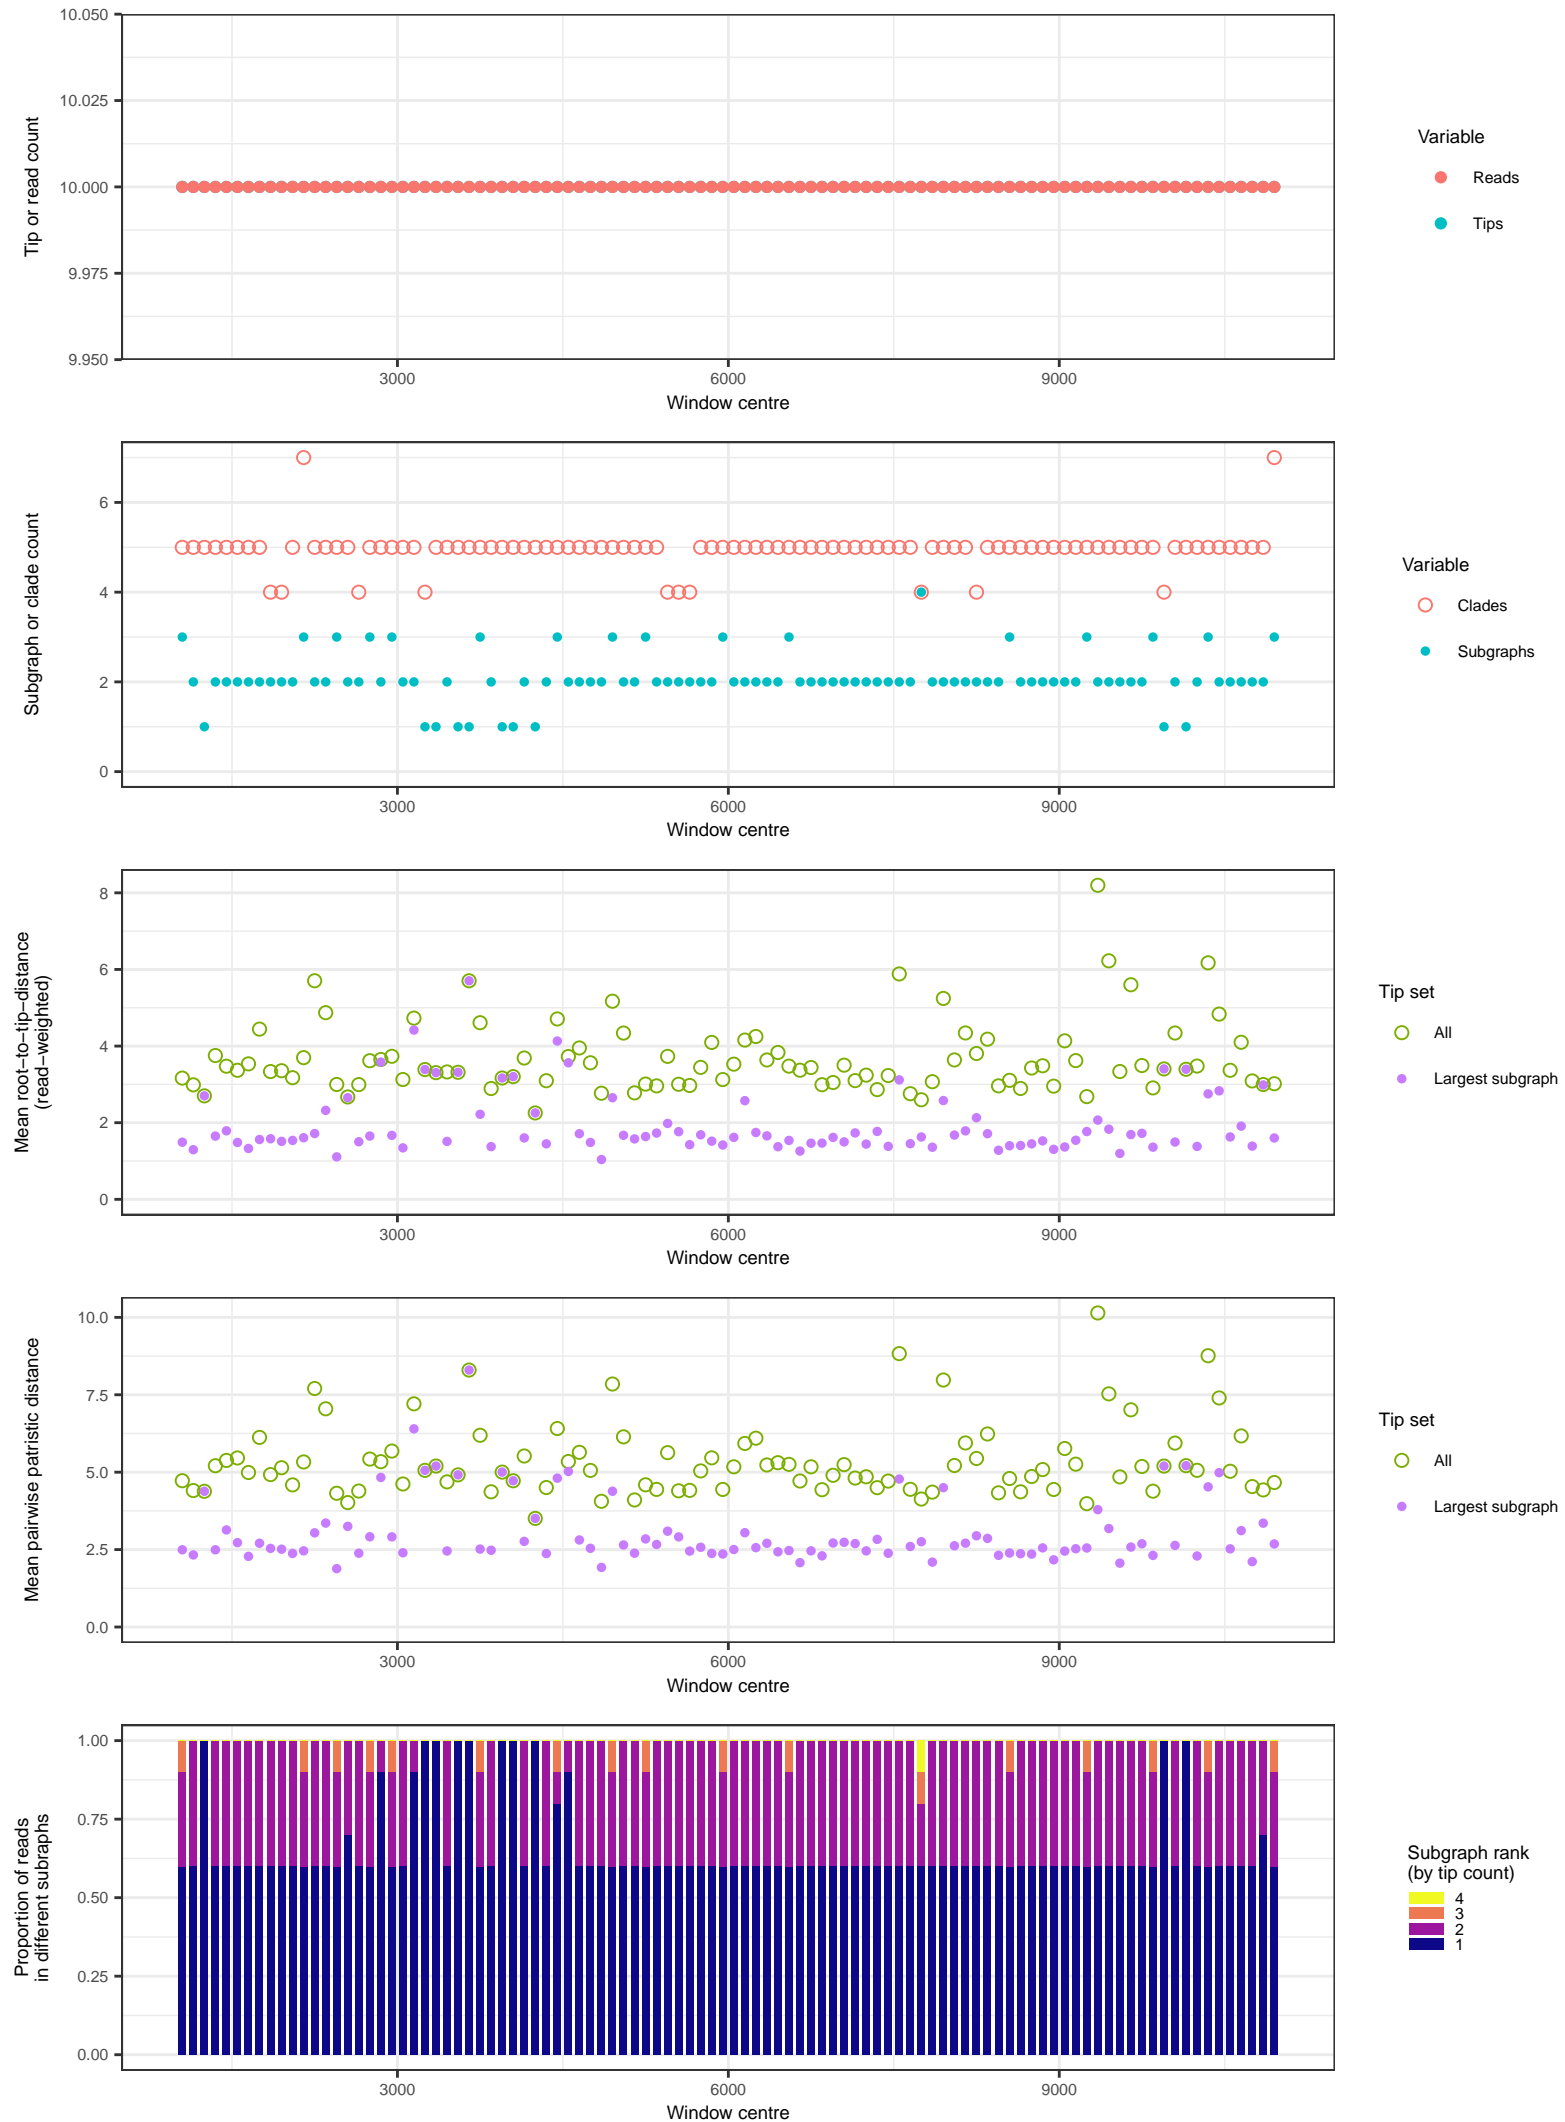 10.050
10.025
10.000
9.975
9.950
Tip or read count
3000 6000 9000
Window centre
Variable
Reads
Tips
6
4
2
0
Subgraph or clade count
3000 6000 9000
Window centre
Variable
Clades
Subgraphs
8
6
4
2
0
Mean root−to−tip−distance
(read−weighted)
3000 6000 9000
Window centre
Tip set
All
Largest subgraph
10.0
7.5
5.0
2.5
0.0
Mean pairwise patristic distance
3000 6000 9000
Window centre
Tip set
All
Largest subgraph
1.00
0.75
0.50
0.25
0.00
Proportion of reads
in different subraphs
3000 6000 9000
Window centre
Subgraph rank
(by tip count)
4
3
2
1